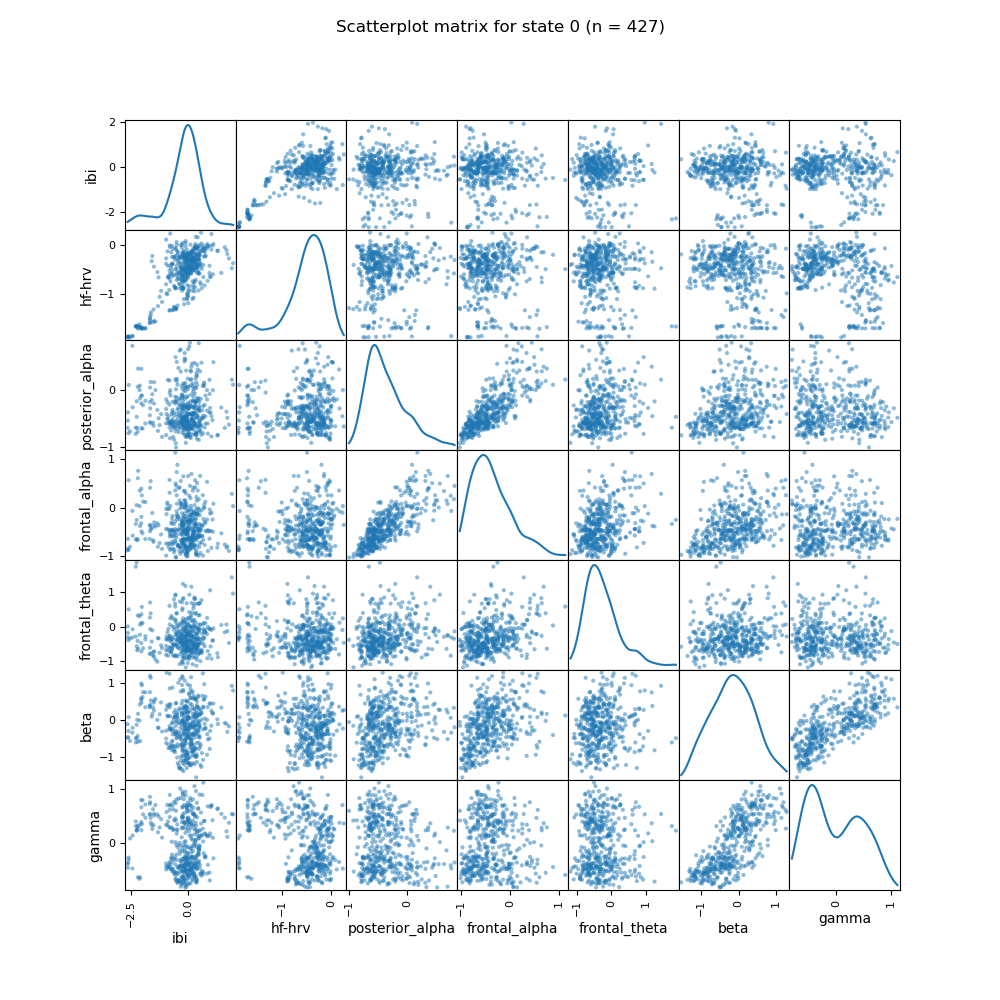 Scatterplot matrix for state 0 (n = 427)
2
0
−2
ibi
0
−1
hf-hrv
0
−1
posterior_alpha
1
0
−1
frontal_alpha
1
0
−1
frontal_theta
1
0
−1
beta
1
0
gamma
−2.5 0.0 −1 0 −1 0 −1 0 1 −1 0 1 −1 0 1 0 1
ibi hf-hrv posterior_alpha frontal_alpha frontal_theta beta gamma